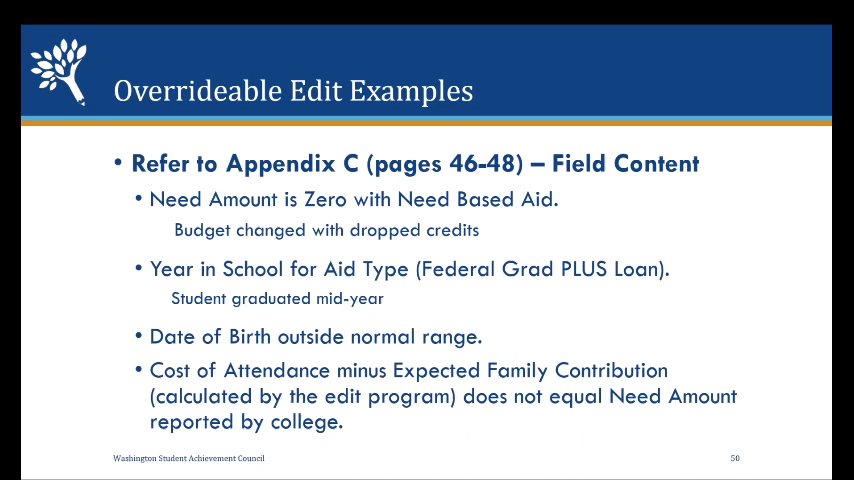 Overrideable Edit Examples
• Refer to Appendix C (pages 46-48) – Field Content
• Need Amount is Zero with Need Based Aid.
Budget changed with dropped credits
• Year in School for Aid Type (Federal Grad PLUS Loan).
Student graduated mid-year
• Date of Birth outside normal range.
• Cost of Attendance minus Expected Family Contribution
(calculated by the edit program) does not equal Need Amount
reported by college.
Washington Student Achievement Council
50